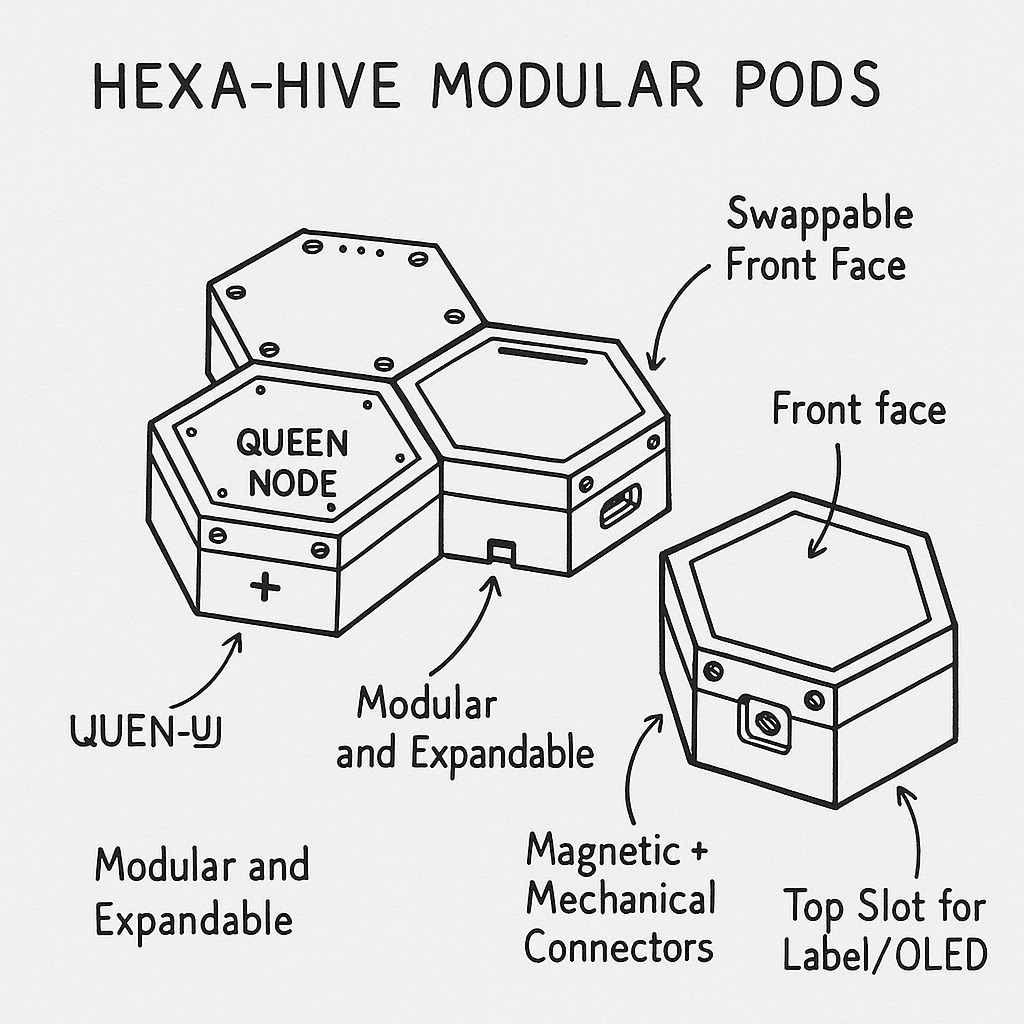 HEXA-HIVE MODULAR PODS
Swappable
Front Face
Front face
QUEEN
NODE
QUEN-UJ
Modular
and Expandable
Modular and
Expandable
Magnetic +
Mechanical
Connectors
Top Slot for
Label/OLED